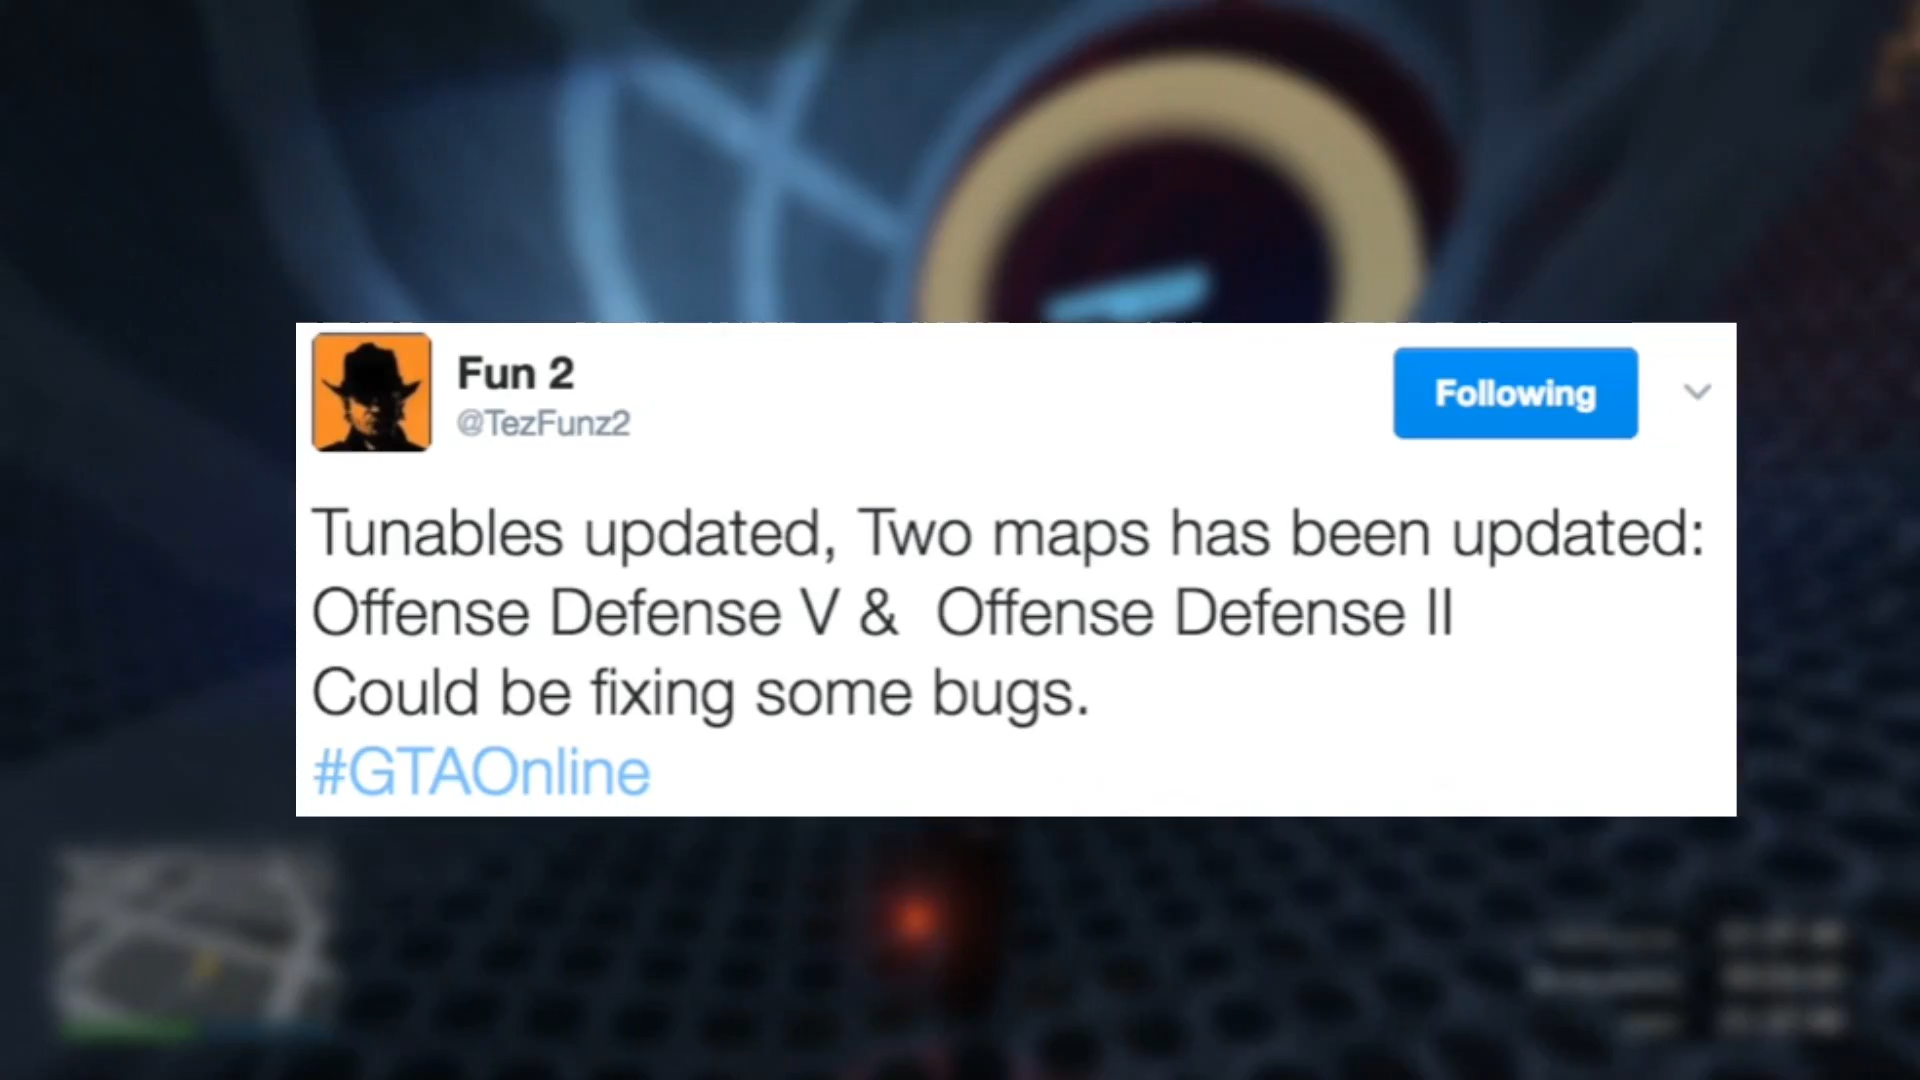 Fun 2
@TezFunz2
Following
Tunables updated, Two maps has been updated:
Offense Defense V & Offense Defense II
Could be fixing some bugs.
#GTAOnline